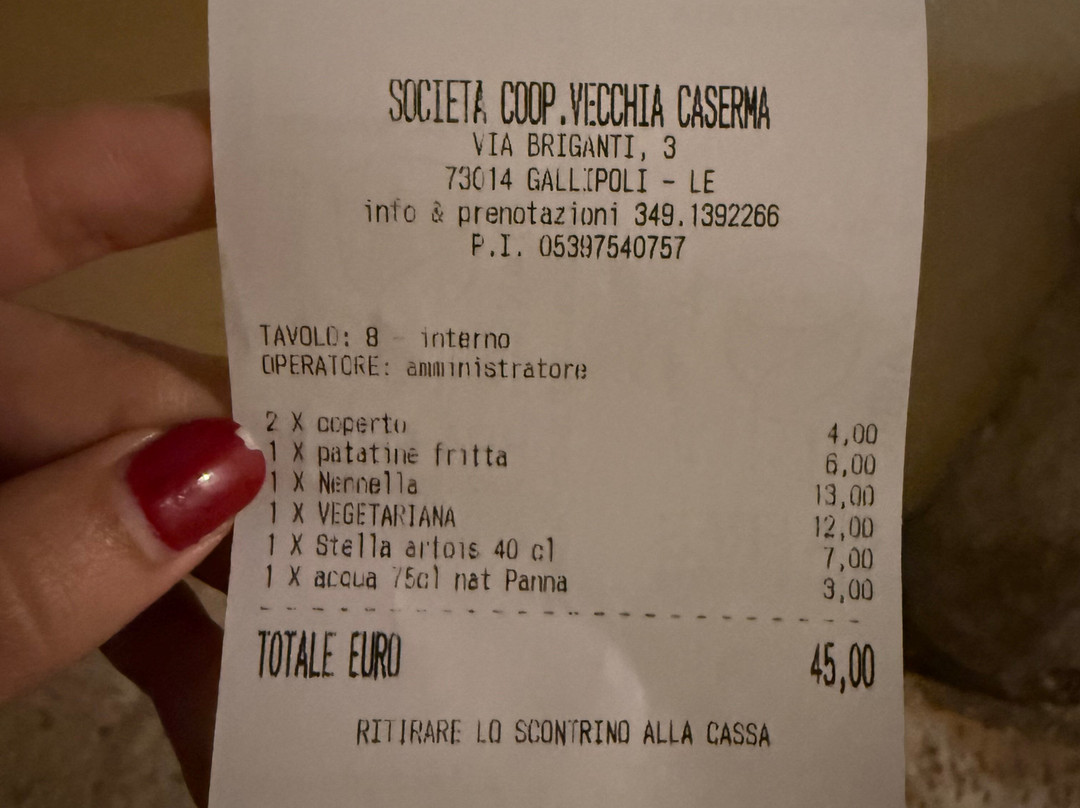 SOCIETA COOP.VECCHIA CASERMA
VIA BRIGANTI, 3
73014 GALLIPOLI - LE
info & prenotazioni 349.1392266
P.I. 05397540757
TAVOLO: 8 - interno
OPERATORE: amministratore
2 X coperto 4,00
1 X patatine fritta 6,00
1 X Nennella 13,00
1 X VEGETARIANA 12,00
1 X Stella artois 40 cl 7,00
1 X acqua 75cl nat Panna 3,00
TOTALE EURO 45,00
RITIRARE LO SCONTRINO ALLA CASSA